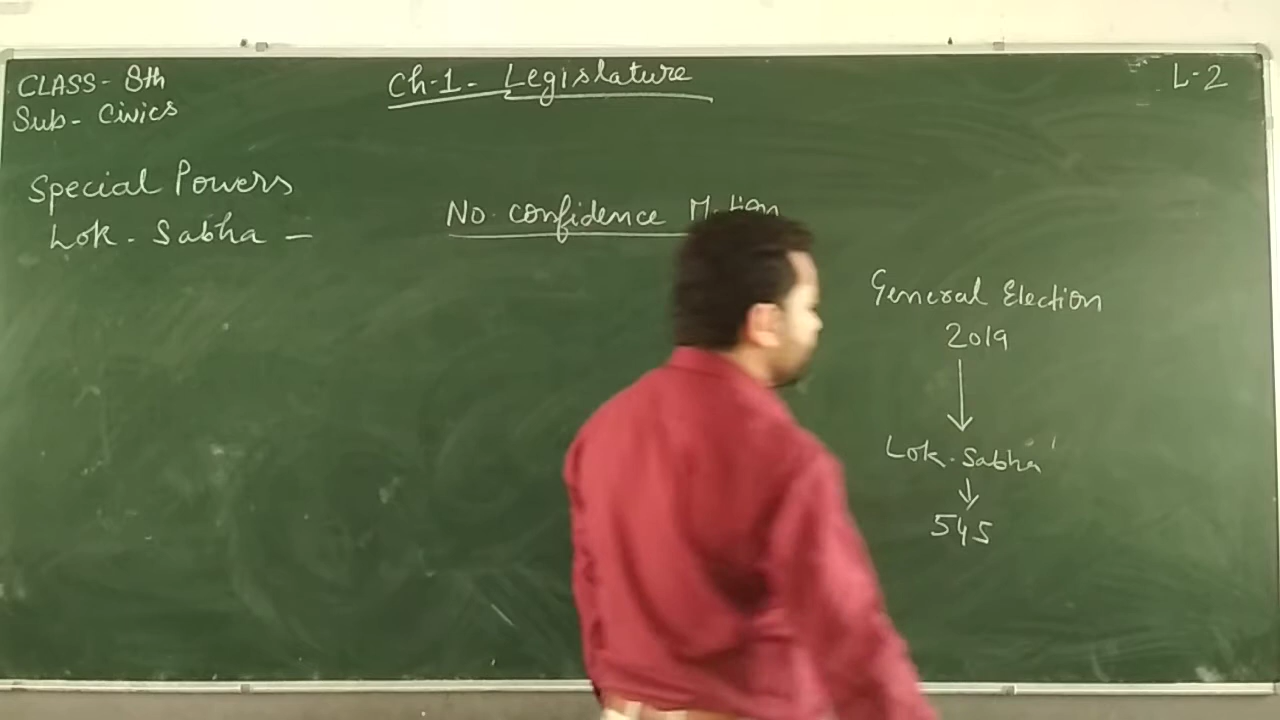 CLASS - 8th
Sub - Civics
Ch-1 - Legislature
L-2
Special Powers
Lok - Sabha -
No confidence
General Election
2019
Lok - Sabha
545